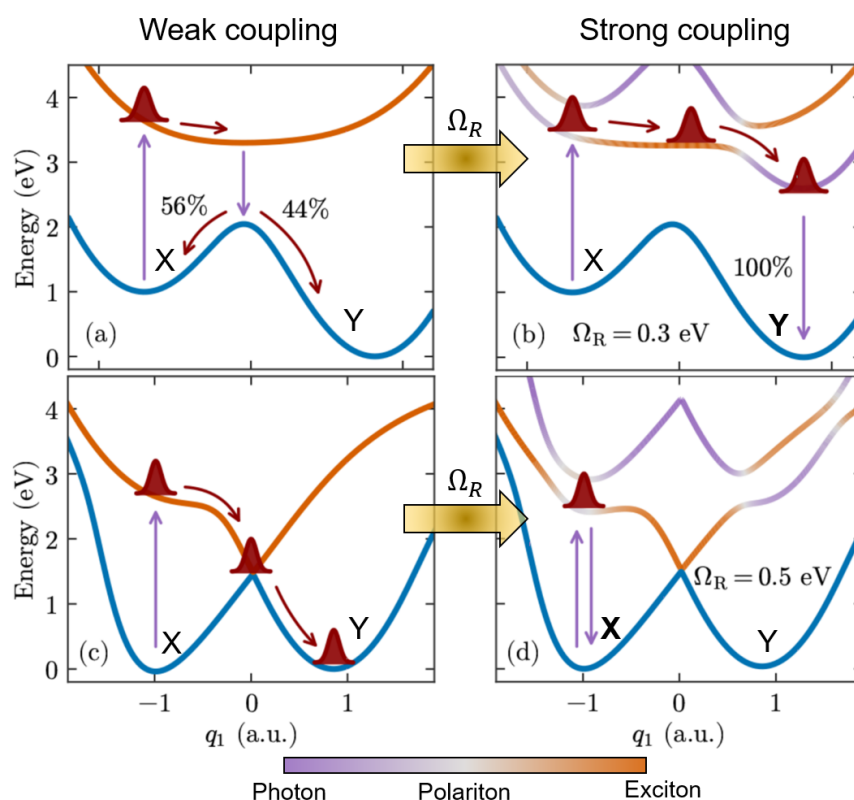 Weak coupling
Strong coupling
Energy (eV)
4
3
2
1
0
56%
44%
X
Y
(a)
Ω_R
X
100%
Y
(b)
Ω_R = 0.3 eV
Energy (eV)
4
3
2
1
0
X
Y
(c)
−1
0
1
q₁ (a.u.)
Ω_R
X
Y
Ω_R = 0.5 eV
(d)
−1
0
1
q₁ (a.u.)
Photon
Polariton
Exciton